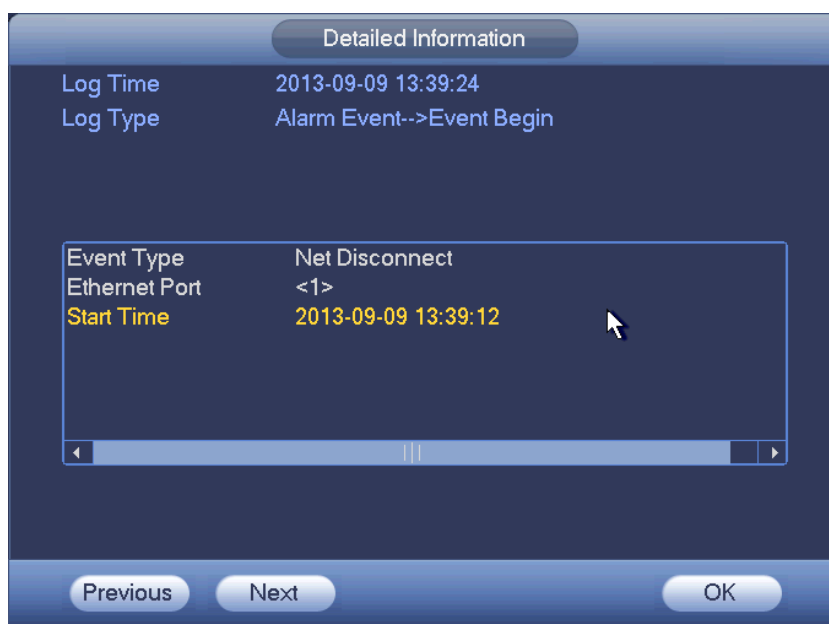 Detailed Information
Log Time 2013-09-09 13:39:24
Log Type Alarm Event-->Event Begin
Event Type Net Disconnect
Ethernet Port <1>
Start Time 2013-09-09 13:39:12
Previous Next OK